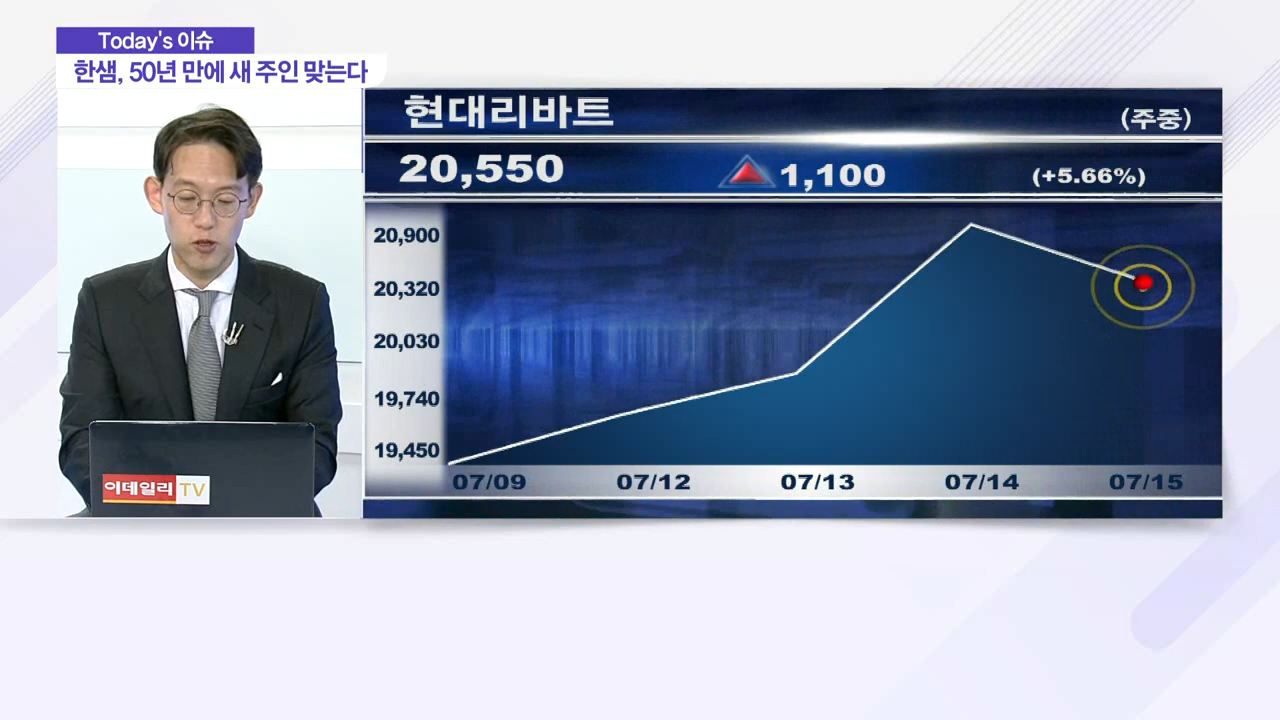 Today's 이슈
한샘, 50년 만에 새 주인 맞는다
현대리바트 (주중)
20,550 1,100 (+5.66%)
20,900
20,320
20,030
19,740
19,450
07/09 07/12 07/13 07/14 07/15
이데일리 TV